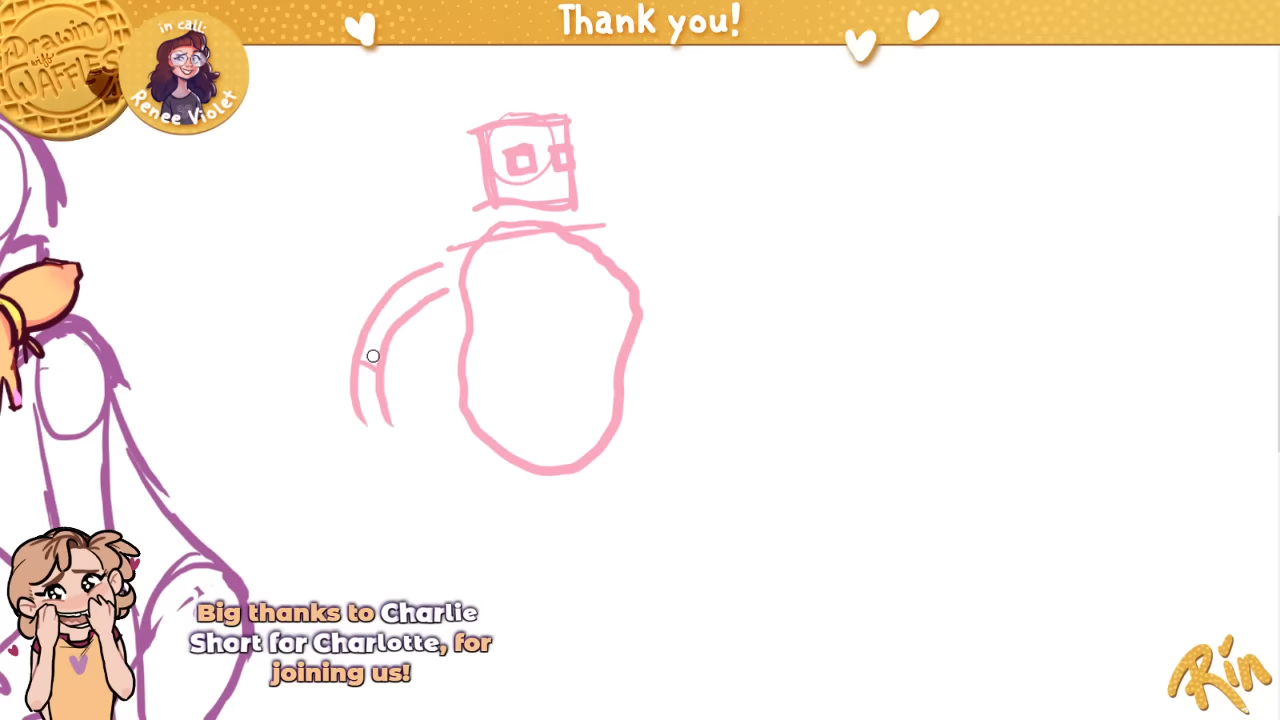 Thank you!
in call:
Drawing
with
WAFFLES
Renee Violet
Big thanks to Charlie
Short for Charlotte, for
joining us!
Rin